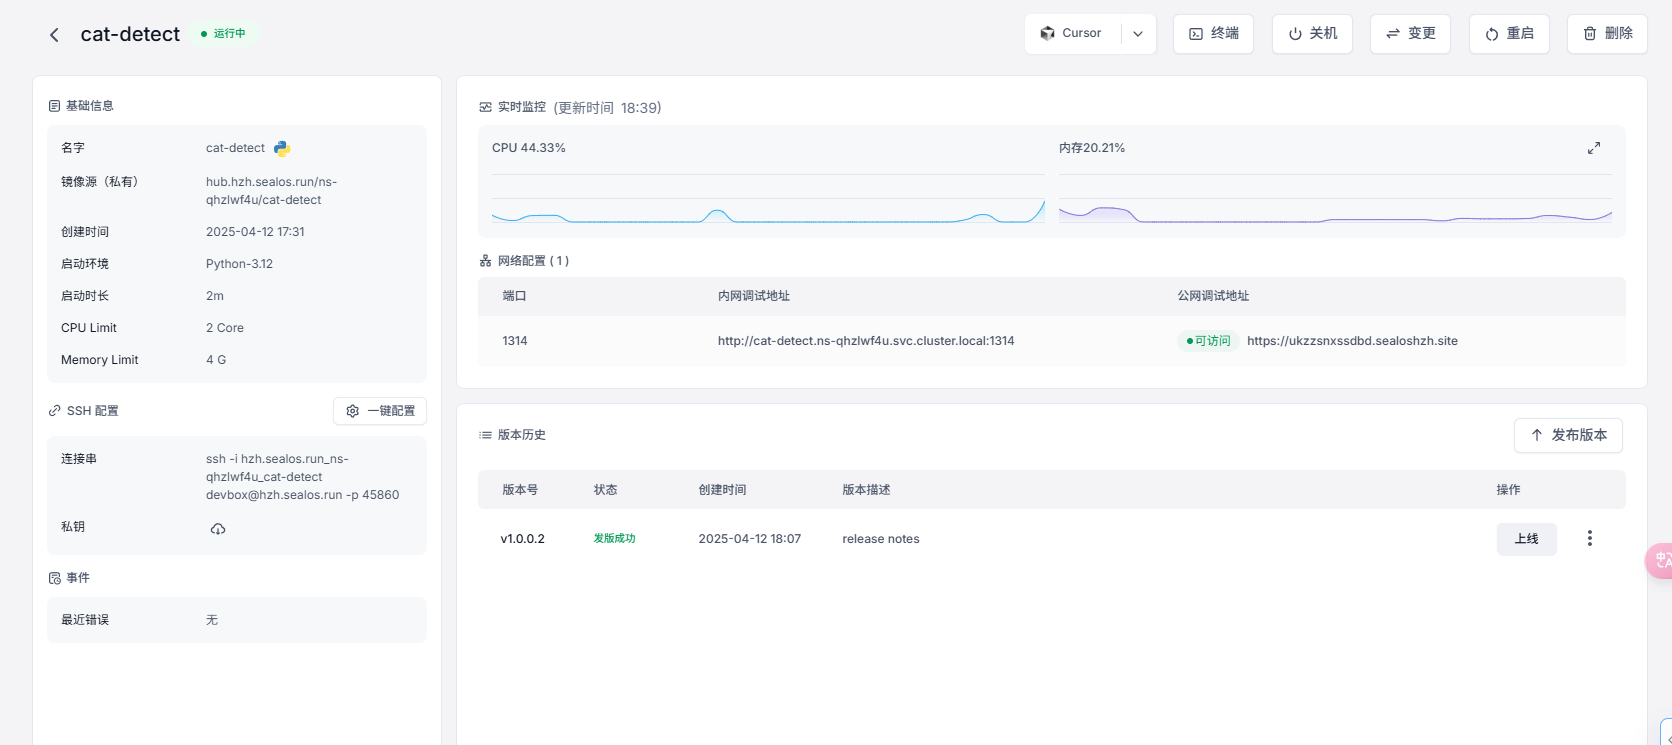 cat-detect
运行中
Cursor
终端
关机
变更
重启
删除
基础信息
名字 cat-detect
镜像源（私有） hub.hzh.sealos.run/ns-
qhzlwf4u/cat-detect
创建时间 2025-04-12 17:31
启动环境 Python-3.12
启动时长 2m
CPU Limit 2 Core
Memory Limit 4 G
SSH 配置 一键配置
连接串 ssh -i hzh.sealos.run_ns-
qhzlwf4u_cat-detect
devbox@hzh.sealos.run -p 45860
私钥
事件
最近错误 无
实时监控 (更新时间 18:39)
CPU 44.33% 内存20.21%
网络配置 ( 1 )
端口 内网调试地址 公网调试地址
1314 http://cat-detect.ns-qhzlwf4u.svc.cluster.local:1314 可访问 https://ukzzsnxssdbd.sealoshzh.site
版本历史 发布版本
版本号 状态 创建时间 版本描述 操作
v1.0.0.2 发版成功 2025-04-12 18:07 release notes 上线